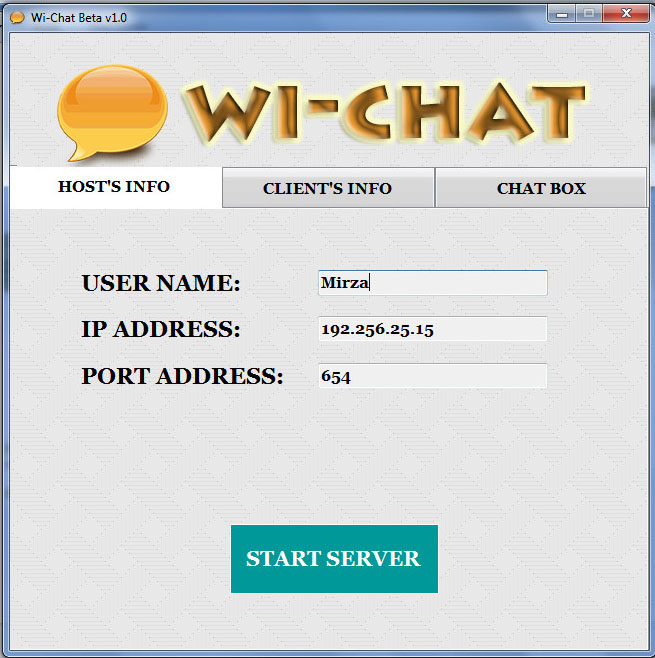 Wi-Chat Beta v1.0
WI-CHAT
HOST'S INFO
CLIENT'S INFO
CHAT BOX
USER NAME: Mirza
IP ADDRESS: 192.256.25.15
PORT ADDRESS: 654
START SERVER